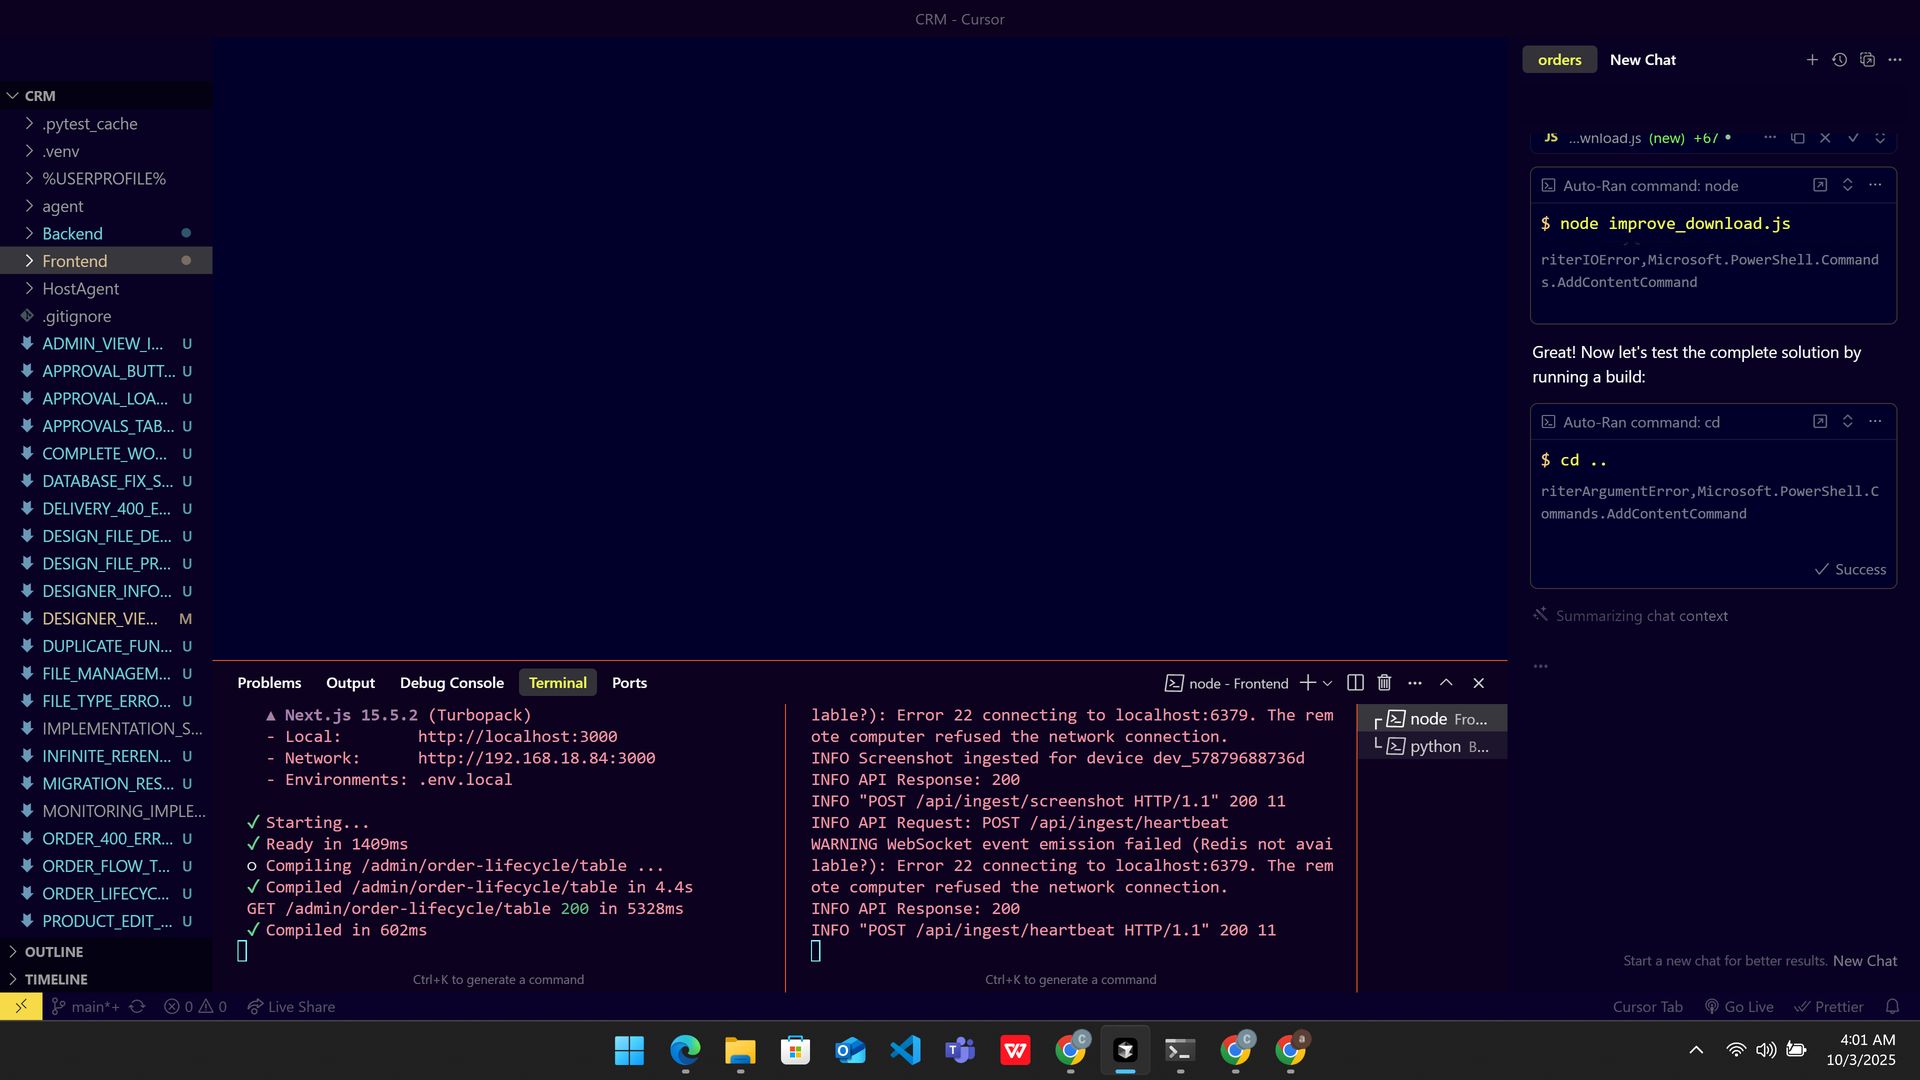 CRM - Cursor
CRM
.pytest_cache
.venv
%USERPROFILE%
agent
Backend
Frontend
HostAgent
.gitignore
ADMIN_VIEW_I... U
APPROVAL_BUTT... U
APPROVAL_LOA... U
APPROVALS_TAB... U
COMPLETE_WO... U
DATABASE_FIX_S... U
DELIVERY_400_E... U
DESIGN_FILE_DE... U
DESIGN_FILE_PR... U
DESIGNER_INFO... U
DESIGNER_VIE... M
DUPLICATE_FUN... U
FILE_MANAGEM... U
FILE_TYPE_ERRO... U
IMPLEMENTATION_S...
INFINITE_REREN... U
MIGRATION_RES... U
MONITORING_IMPLE...
ORDER_400_ERR... U
ORDER_FLOW_T... U
ORDER_LIFECYC... U
PRODUCT_EDIT_... U
OUTLINE
TIMELINE
Problems Output Debug Console Terminal Ports
node - Frontend
▲ Next.js 15.5.2 (Turbopack)
- Local: http://localhost:3000
- Network: http://192.168.18.84:3000
- Environments: .env.local
✓ Starting...
✓ Ready in 1409ms
○ Compiling /admin/order-lifecycle/table ...
✓ Compiled /admin/order-lifecycle/table in 4.4s
GET /admin/order-lifecycle/table 200 in 5328ms
✓ Compiled in 602ms
Ctrl+K to generate a command
lable?): Error 22 connecting to localhost:6379. The rem
ote computer refused the network connection.
INFO Screenshot ingested for device dev_57879688736d
INFO API Response: 200
INFO "POST /api/ingest/screenshot HTTP/1.1" 200 11
INFO API Request: POST /api/ingest/heartbeat
WARNING WebSocket event emission failed (Redis not avai
lable?): Error 22 connecting to localhost:6379. The rem
ote computer refused the network connection.
INFO API Response: 200
INFO "POST /api/ingest/heartbeat HTTP/1.1" 200 11
Ctrl+K to generate a command
node Fro...
python B...
orders New Chat
JS ...wnload.js (new) +67 •
Auto-Ran command: node
$ node improve_download.js
riterIOError,Microsoft.PowerShell.Command
s.AddContentCommand
Great! Now let's test the complete solution by
running a build:
Auto-Ran command: cd
$ cd ..
riterArgumentError,Microsoft.PowerShell.C
ommands.AddContentCommand
✓ Success
Summarizing chat context
...
Start a new chat for better results. New Chat
main*+ 0 0 Live Share
Cursor Tab Go Live Prettier
4:01 AM
10/3/2025